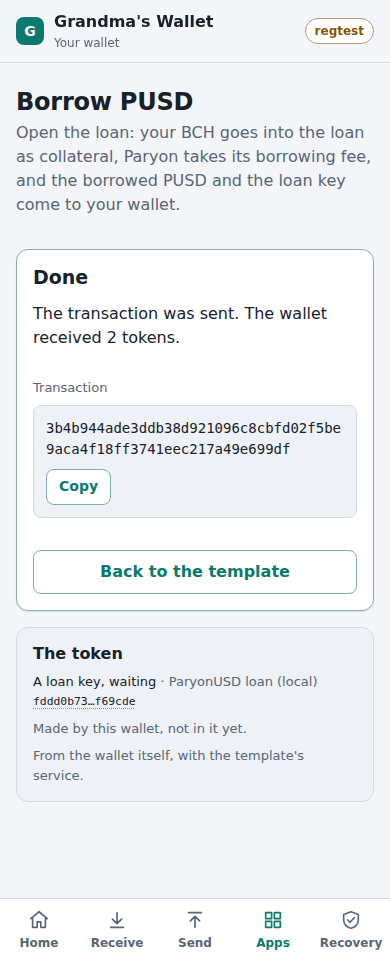 G
Grandma's Wallet
Your wallet
regtest
Borrow PUSD
Open the loan: your BCH goes into the loan
as collateral, Paryon takes its borrowing fee,
and the borrowed PUSD and the loan key
come to your wallet.
Done
The transaction was sent. The wallet
received 2 tokens.
Transaction
3b4b944ade3ddb38d921096c8cbfd02f5be
9aca4f18ff3741eec217a49e699df
Copy
Back to the template
The token
A loan key, waiting · ParyonUSD loan (local)
fddd0b73…f69cde
Made by this wallet, not in it yet.
From the wallet itself, with the template's
service.
Home
Receive
Send
Apps
Recovery